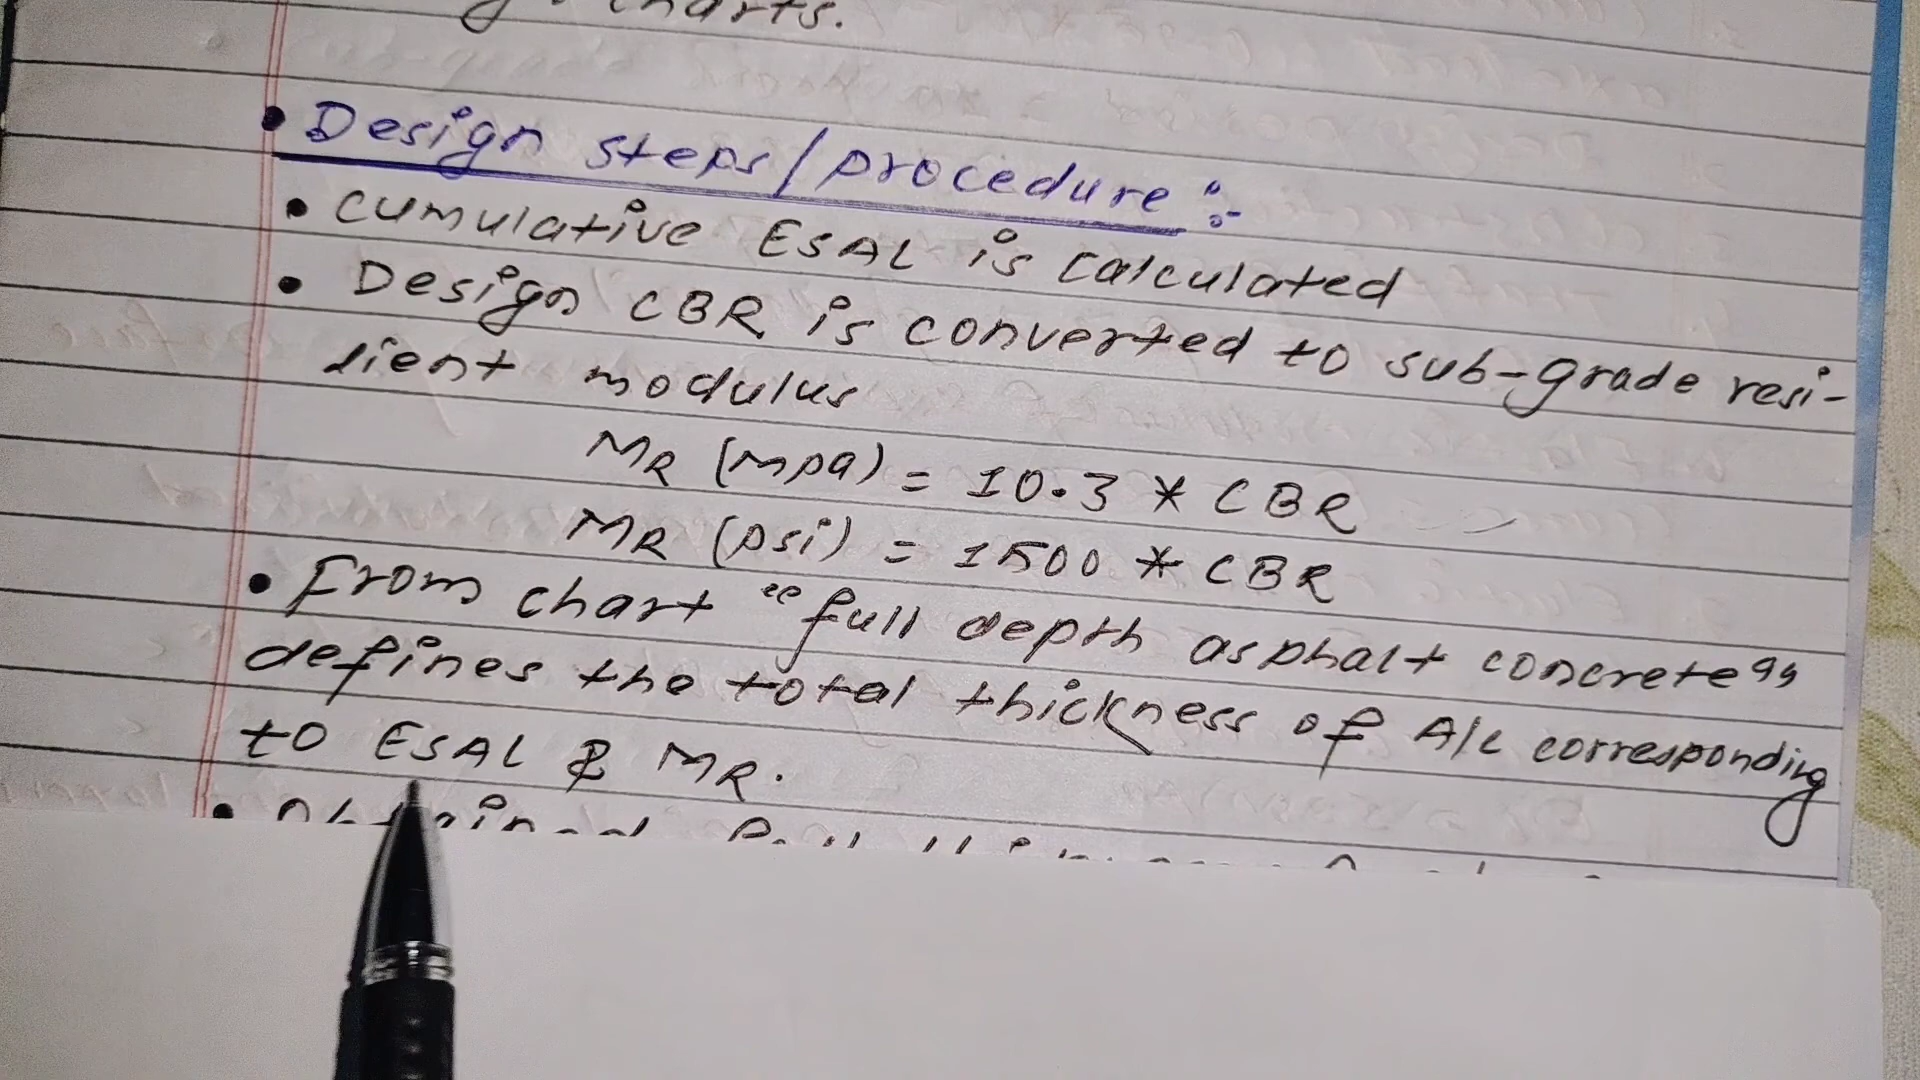 charts.
• Design steps/procedure :-
• cumulative ESAL is calculated
• Design CBR is converted to sub-grade resi-
lient modulus
MR (Mpa) = 10.3 * CBR
MR (psi) = 1500 * CBR
• From chart "full depth asphalt concrete"
defines the total thickness of A/c corresponding
to ESAL & MR.